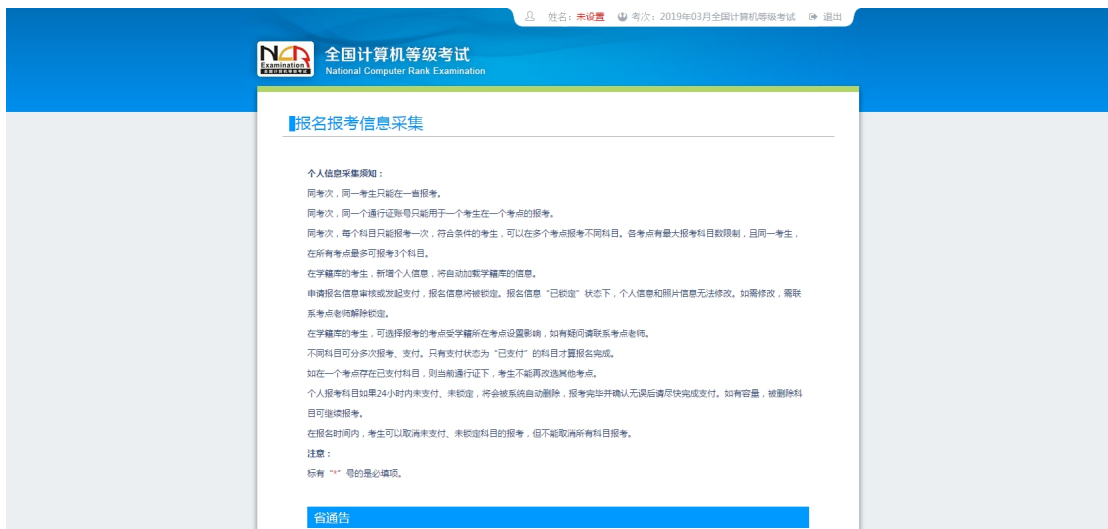 姓名：未设置 考次：2019年03月全国计算机等级考试 退出
NCR
Examination
全国计算机等级考试
全国计算机等级考试
National Computer Rank Examination
报名报考信息采集
个人信息采集须知：
同考次，同一考生只能在一省报考。
同考次，同一个通行证账号只能用于一个考生在一个考点的报考。
同考次，每个科目只能报考一次，符合条件的考生，可以在多个考点报考不同科目。各考点有最大报考科目数限制，且同一考生，
在所有考点最多可报考3个科目。
在学籍库的考生，新增个人信息，将自动加载学籍库的信息。
申请报名信息审核或发起支付，报名信息将被锁定。报名信息“已锁定”状态下，个人信息和照片信息无法修改。如需修改，需联
系考点老师解除锁定。
在学籍库的考生，可选择报考的考点受学籍所在考点设置影响，如有疑问请联系考点老师。
不同科目可分多次报考、支付。只有支付状态为“已支付”的科目才算报名完成。
如在一个考点存在已支付科目，则当前通行证下，考生不能再改选其他考点。
个人报考科目如果24小时内未支付、未锁定，将会被系统自动删除，报考完毕并确认无误后请尽快完成支付。如有容量，被删除科
目可继续报考。
在报名时间内，考生可以取消未支付、未锁定科目的报考，但不能取消所有科目报考。
注意：
标有“*”号的是必填项。
省通告